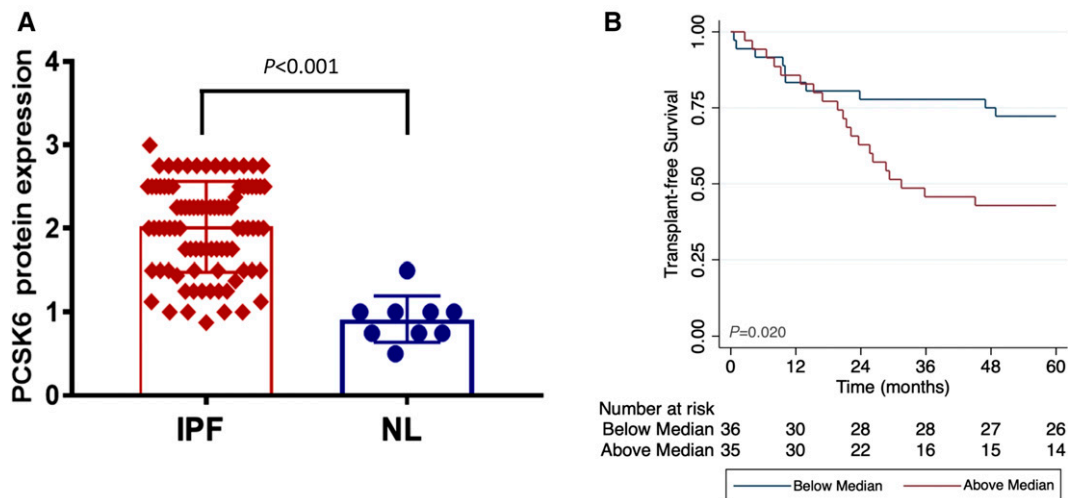 A
PCSK6 protein expression
4
3
2
1
0
P<0.001
IPF NL
B
Transplant-free Survival
1.00
0.75
0.50
0.25
0.00
P=0.020
0 12 24 36 48 60
Time (months)
Number at risk
Below Median 36 30 28 28 27 26
Above Median 35 30 22 16 15 14
Below Median Above Median